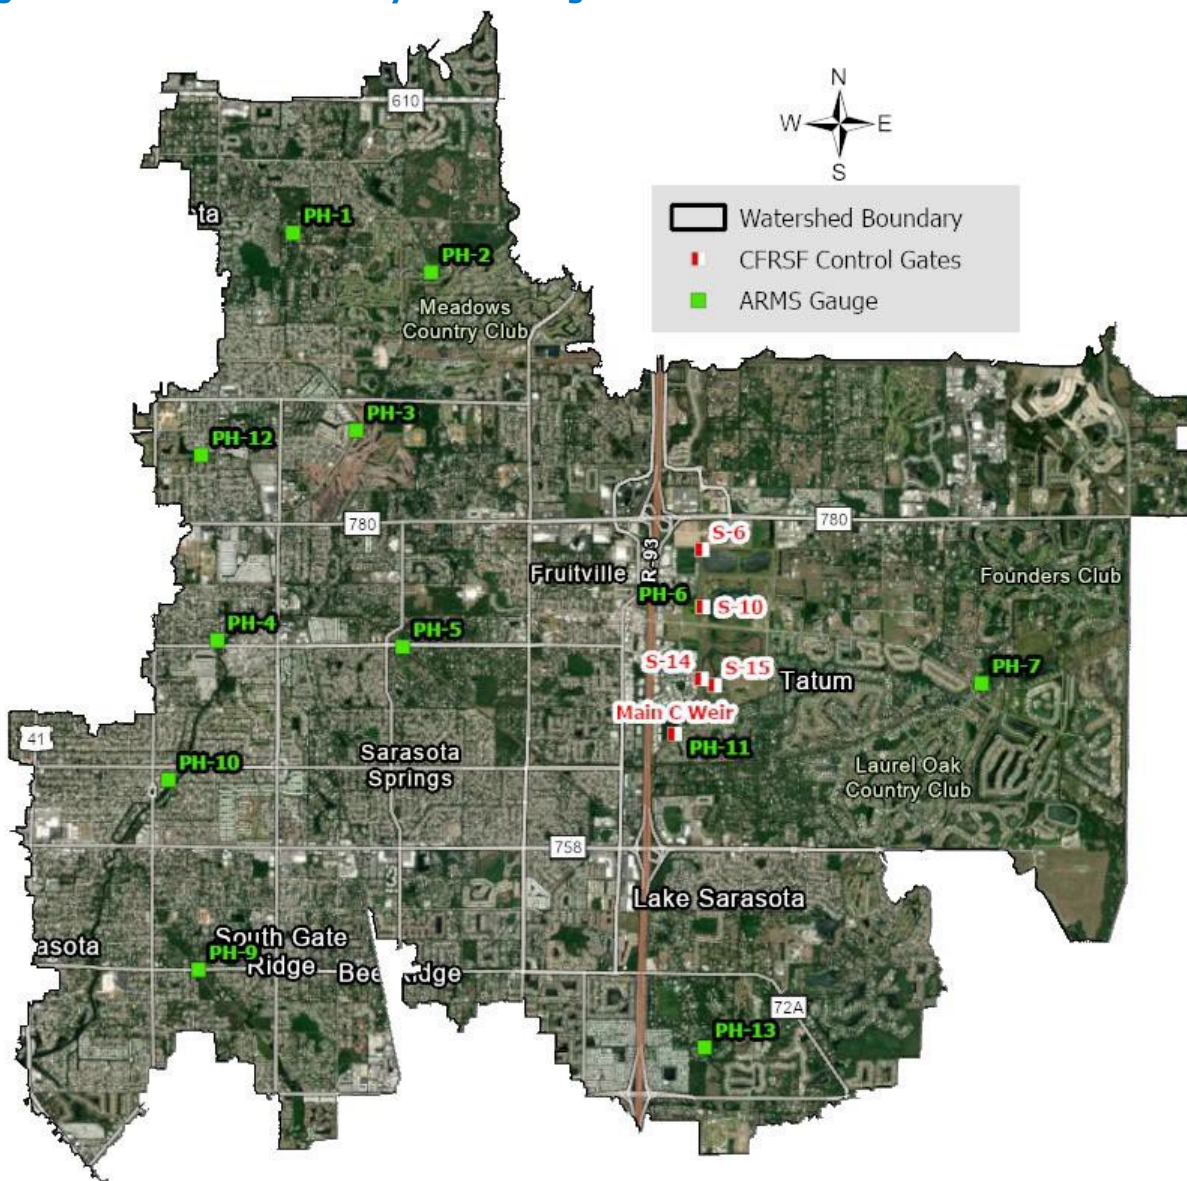 N
W E
S
Watershed Boundary
CFRSF Control Gates
ARMS Gauge
610
ta
PH-1
PH-2
Meadows
Country Club
PH-3
PH-12
780
780
S-6
R-93
Fruitville
Founders Club
PH-6
S-10
PH-4
PH-5
S-14
S-15
Tatum
PH-7
Main C Weir
41
PH-11
Sarasota
Springs
PH-10
Laurel Oak
Country Club
758
Lake Sarasota
asota
South Gate
Ridge
PH-9
72A
PH-13